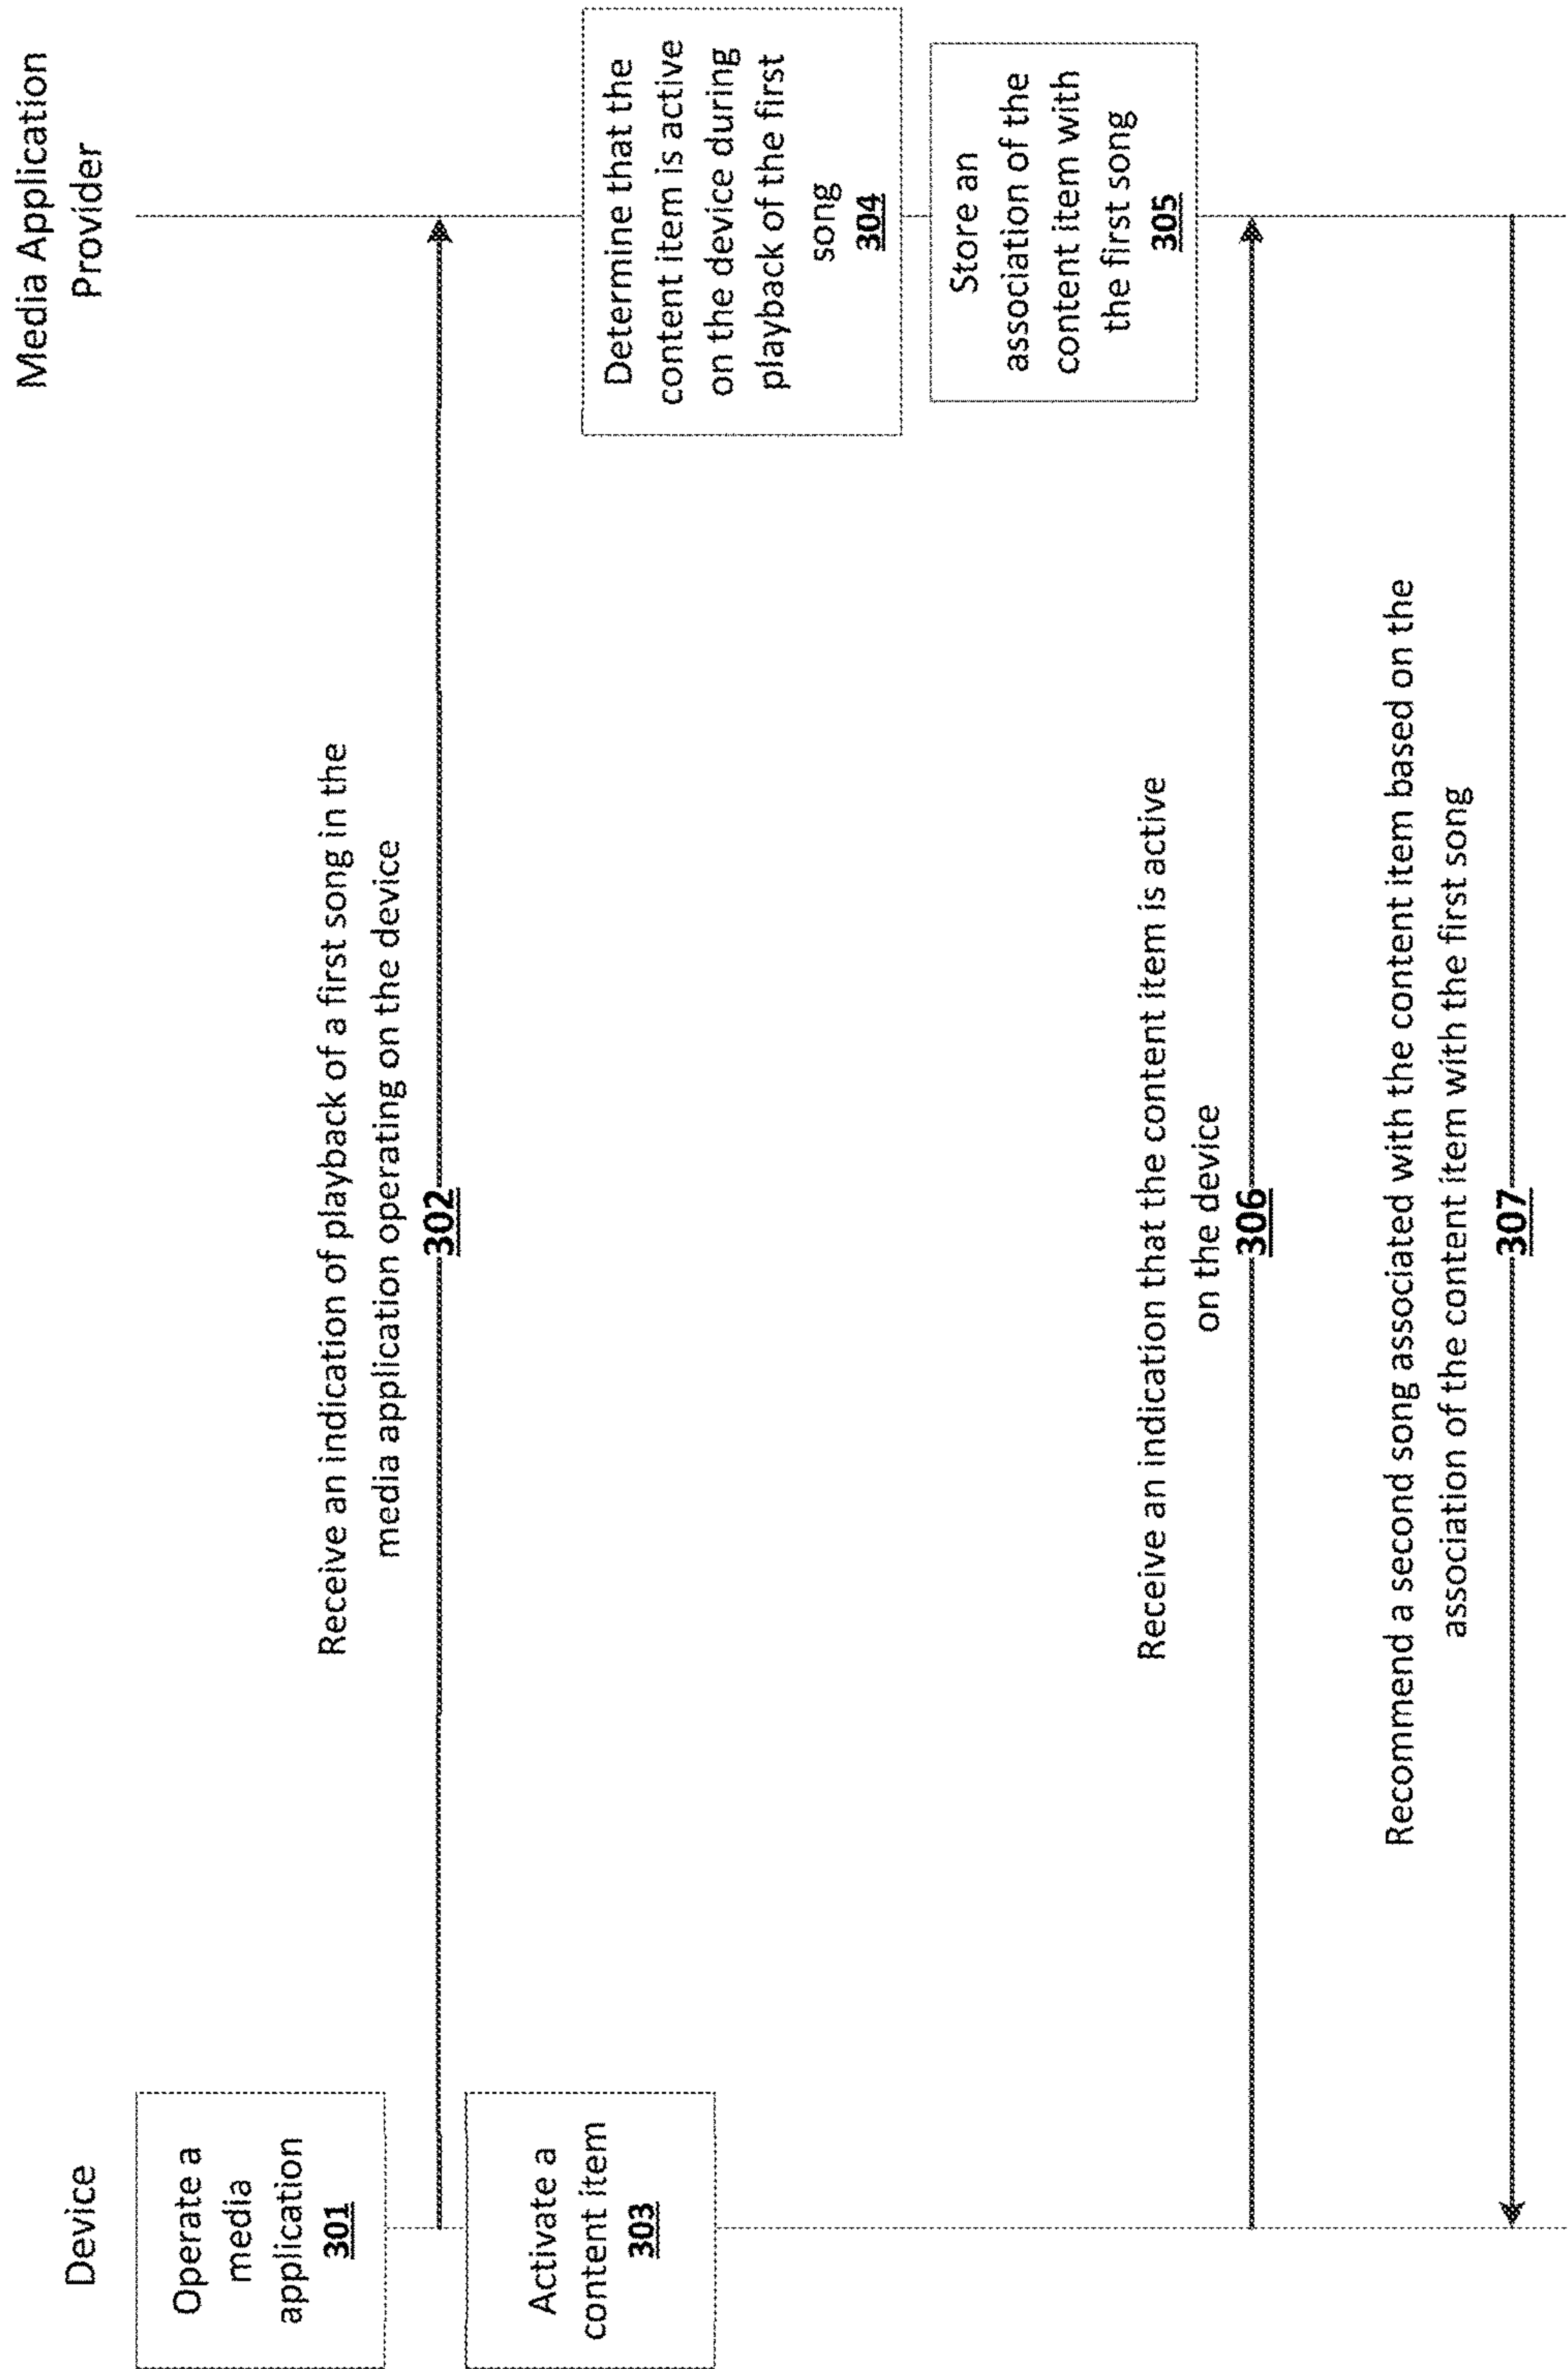 Device
Media Application
Provider
Operate a
media
application
301
Receive an indication of playback of a first song in the
media application operating on the device
302
Activate a
content item
303
Determine that the
content item is active
on the device during
playback of the first
song
304
Store an
association of the
content item with
the first song
305
Receive an indication that the content item is active
on the device
306
Recommend a second song associated with the content item based on the
association of the content item with the first song
307